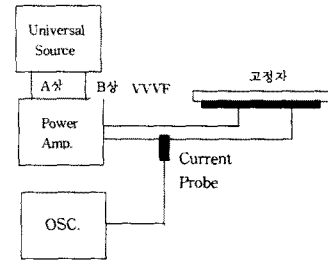 Universal
Source
A상 B상 VVVF
고정자
Power
Amp.
Current
Probe
OSC.